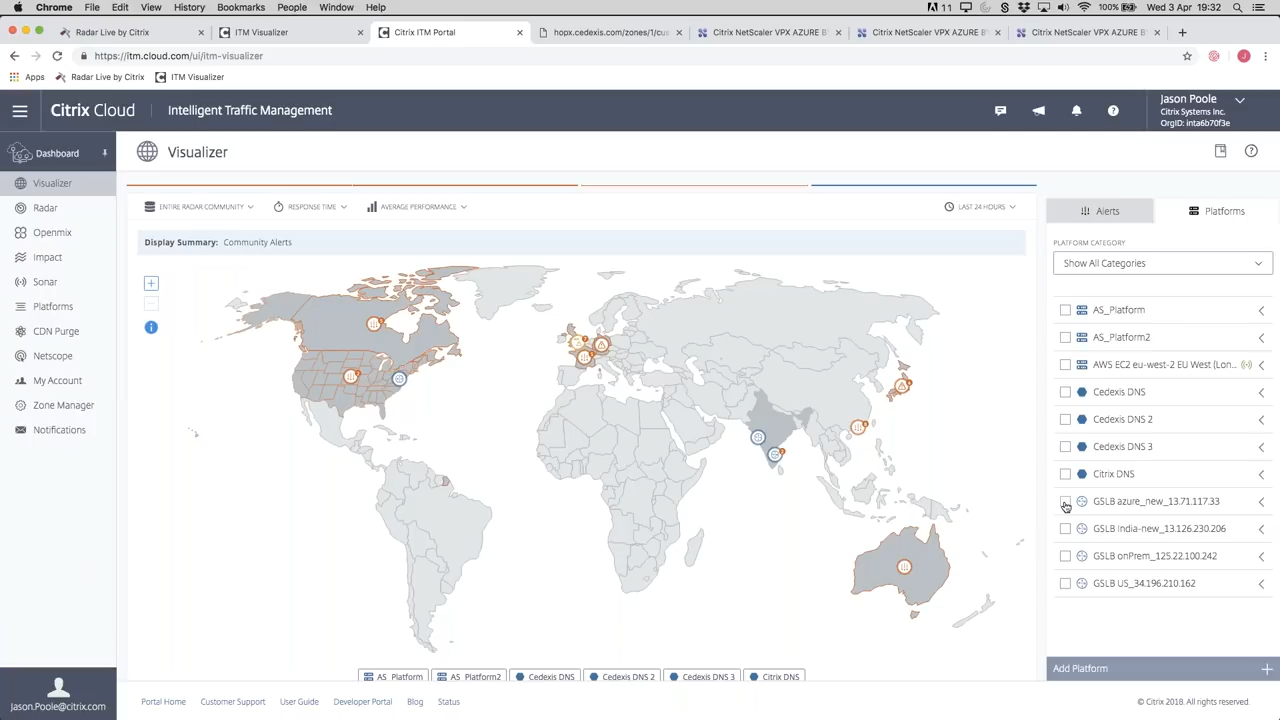 Chrome File Edit View History Bookmarks People Window Help
11 100% Wed 3 Apr 19:32
Radar Live by Citrix
ITM Visualizer
Citrix ITM Portal
hopx.cedexis.com/zones/1/cus
Citrix NetScaler VPX AZURE B
Citrix NetScaler VPX AZURE B
Citrix NetScaler VPX AZURE B
https://itm.cloud.com/ui/itm-visualizer
J
Apps Radar Live by Citrix ITM Visualizer
Citrix Cloud Intelligent Traffic Management
Jason Poole
Citrix Systems Inc.
OrgID: inta6b70f3e
Dashboard
Visualizer
Radar
Openmix
Impact
Sonar
Platforms
CDN Purge
Netscope
My Account
Zone Manager
Notifications
Jason.Poole@citrix.com
Visualizer
ENTIRE RADAR COMMUNITY RESPONSE TIME AVERAGE PERFORMANCE LAST 24 HOURS
Display Summary: Community Alerts
AS_Platform AS_Platform2 Cedexis DNS Cedexis DNS 2 Cedexis DNS 3 Citrix DNS
Alerts Platforms
PLATFORM CATEGORY
Show All Categories
AS_Platform
AS_Platform2
AWS EC2 eu-west-2 EU West (Lon...
Cedexis DNS
Cedexis DNS 2
Cedexis DNS 3
Citrix DNS
GSLB azure_new_13.71.117.33
GSLB India-new_13.126.230.206
GSLB onPrem_125.22.100.242
GSLB US_34.196.210.162
Add Platform
Portal Home Customer Support User Guide Developer Portal Blog Status
© Citrix 2018. All rights reserved.